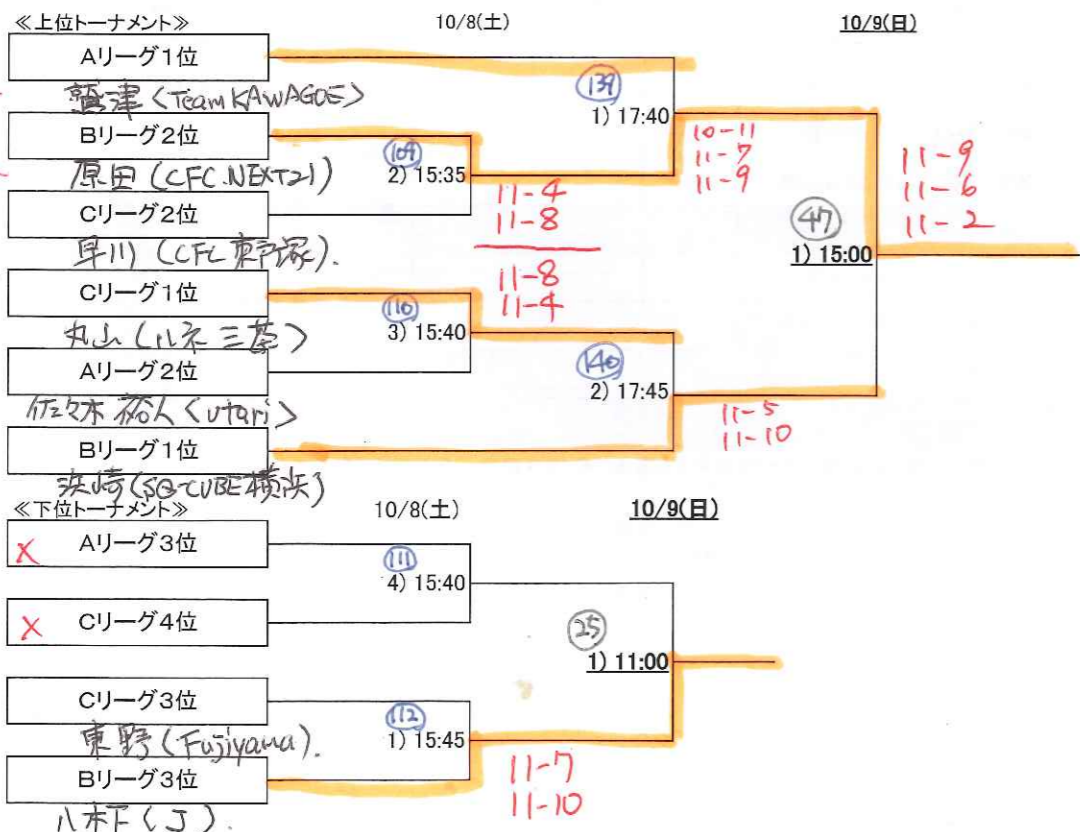 ≪上位トーナメント≫ 10/8(土) 10/9(日)
Aリーグ1位
鷲津〈Team KAWAGOE〉
139
1) 17:40
Bリーグ2位
原田(CFC.NEXT21)
109
2) 15:35
10-11
11-7
11-9
11-9
11-6
11-2
Cリーグ2位
早川(CFL東戸塚).
11-4
11-8
47
1) 15:00
Cリーグ1位
丸山(ルネ三茶)
11-8
11-4
110
3) 15:40
Aリーグ2位
佐々木裕人〈utari〉
140
2) 17:45
Bリーグ1位
浜崎(SQ-CUBE横浜)
11-5
11-10
≪下位トーナメント≫ 10/8(土) 10/9(日)
X Aリーグ3位
111
4) 15:40
X Cリーグ4位
25
1) 11:00
Cリーグ3位
東野(Fujiyama).
112
1) 15:45
Bリーグ3位
八木下(J).
11-7
11-10